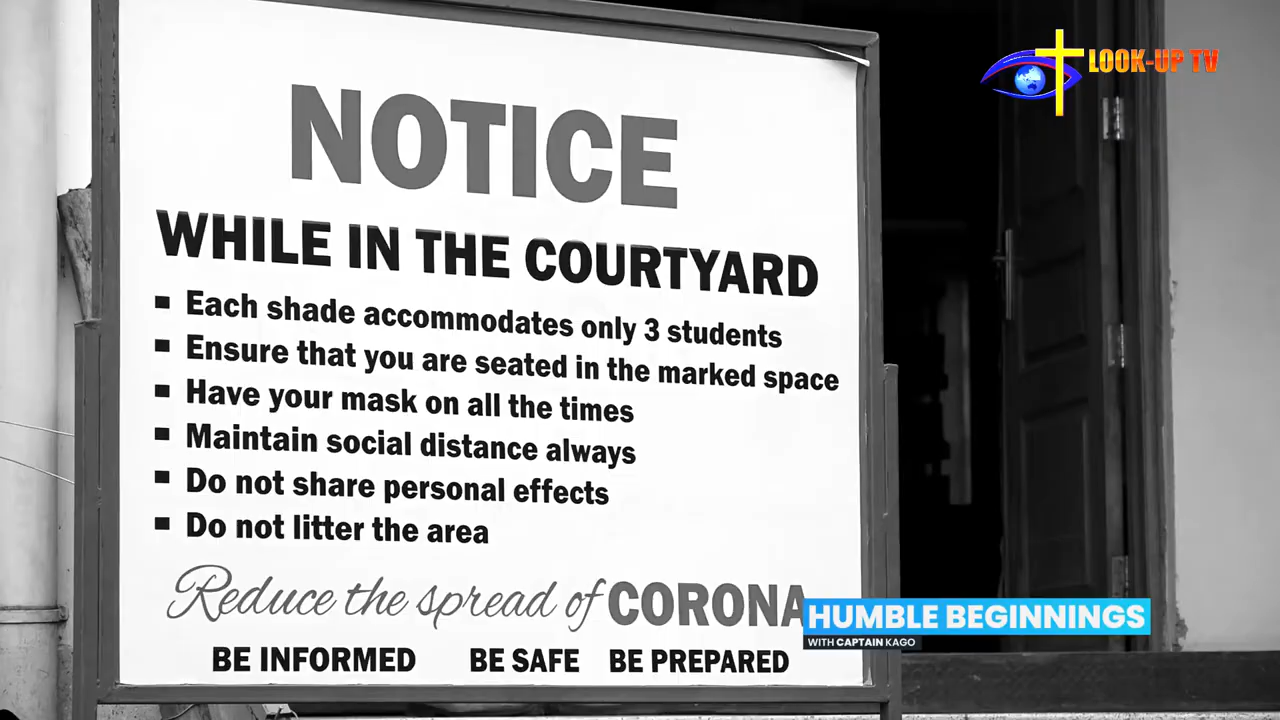 LOOK-UP TV
NOTICE
WHILE IN THE COURTYARD
▪ Each shade accommodates only 3 students
▪ Ensure that you are seated in the marked space
▪ Have your mask on all the times
▪ Maintain social distance always
▪ Do not share personal effects
▪ Do not litter the area
Reduce the spread of CORONA
BE INFORMED BE SAFE BE PREPARED
HUMBLE BEGINNINGS
WITH CAPTAIN KAGO